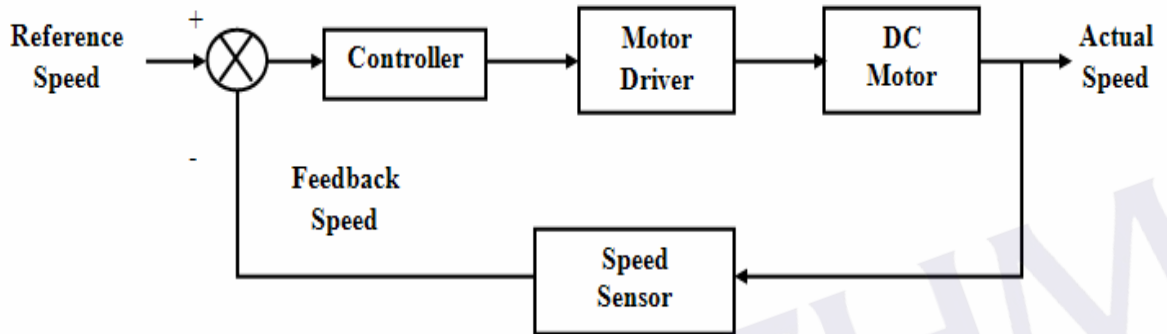 +
Reference
Speed
Controller
Motor
Driver
DC
Motor
Actual
Speed
-
Feedback
Speed
Speed
Sensor